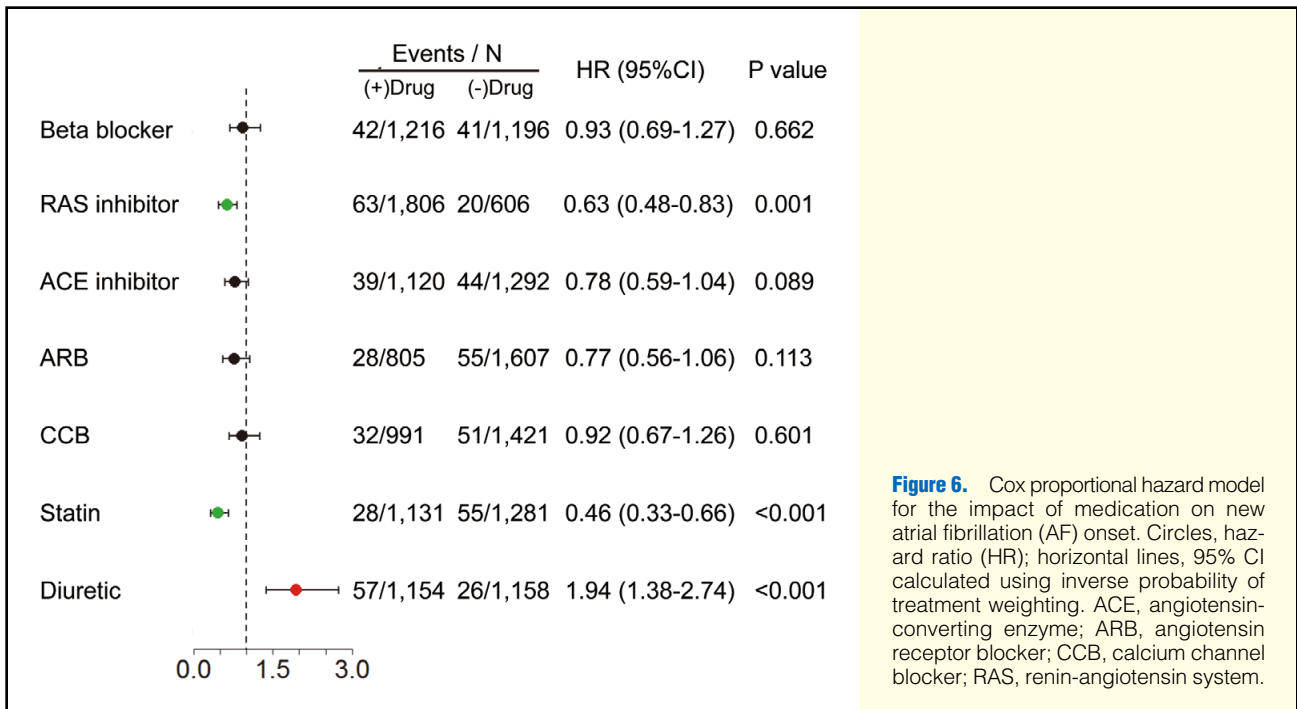 Events / N
HR (95%CI) P value
(+)Drug (-)Drug
Beta blocker 42/1,216 41/1,196 0.93 (0.69-1.27) 0.662
RAS inhibitor 63/1,806 20/606 0.63 (0.48-0.83) 0.001
ACE inhibitor 39/1,120 44/1,292 0.78 (0.59-1.04) 0.089
ARB 28/805 55/1,607 0.77 (0.56-1.06) 0.113
CCB 32/991 51/1,421 0.92 (0.67-1.26) 0.601
Statin 28/1,131 55/1,281 0.46 (0.33-0.66) <0.001
Diuretic 57/1,154 26/1,158 1.94 (1.38-2.74) <0.001
0.0 1.5 3.0
Figure 6. Cox proportional hazard model
for the impact of medication on new
atrial fibrillation (AF) onset. Circles, haz-
ard ratio (HR); horizontal lines, 95% CI
calculated using inverse probability of
treatment weighting. ACE, angiotensin-
converting enzyme; ARB, angiotensin
receptor blocker; CCB, calcium channel
blocker; RAS, renin-angiotensin system.